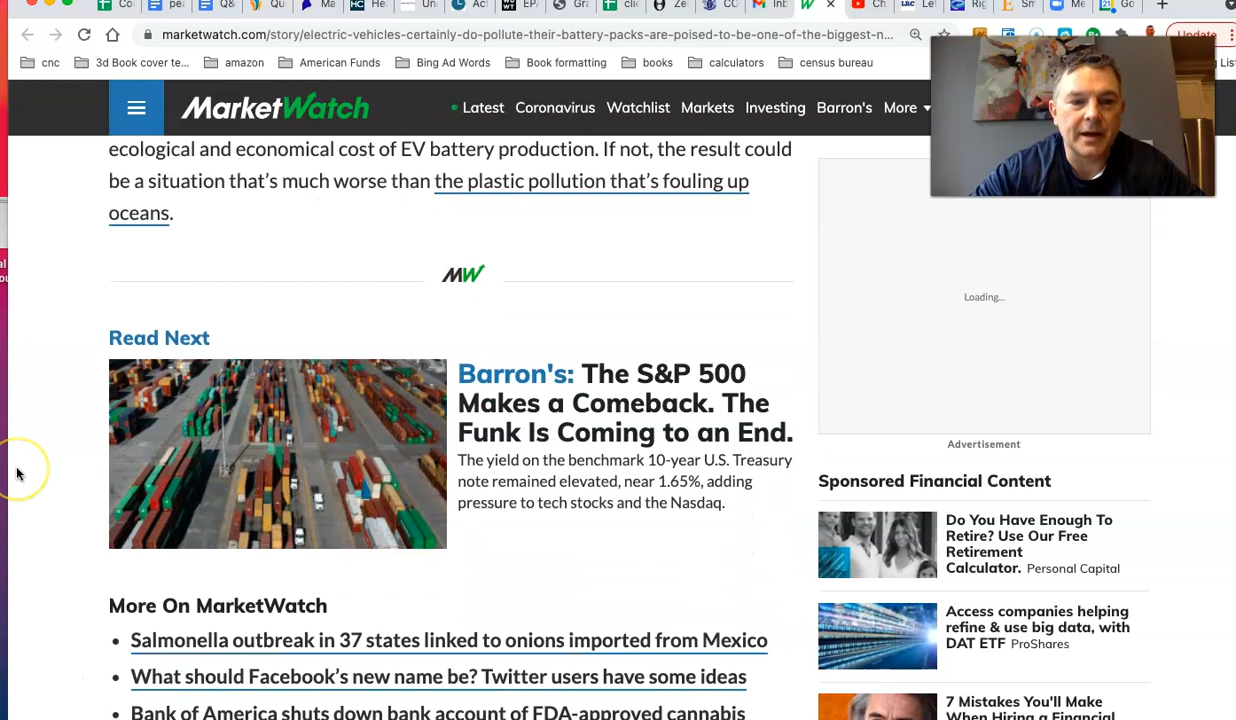 marketwatch.com/story/electric-vehicles-certainly-do-pollute-their-battery-packs-are-poised-to-be-one-of-the-biggest-n...
Update
cnc
3d Book cover te...
amazon
American Funds
Bing Ad Words
Book formatting
books
calculators
census bureau
MarketWatch
Latest
Coronavirus
Watchlist
Markets
Investing
Barron's
More
ecological and economical cost of EV battery production. If not, the result could
be a situation that's much worse than the plastic pollution that's fouling up
oceans.
MW
Read Next
Barron's: The S&P 500
Makes a Comeback. The
Funk Is Coming to an End.
The yield on the benchmark 10-year U.S. Treasury
note remained elevated, near 1.65%, adding
pressure to tech stocks and the Nasdaq.
More On MarketWatch
• Salmonella outbreak in 37 states linked to onions imported from Mexico
• What should Facebook's new name be? Twitter users have some ideas
• Bank of America shuts down bank account of FDA-approved cannabis
Loading...
Advertisement
Sponsored Financial Content
Do You Have Enough To
Retire? Use Our Free
Retirement
Calculator. Personal Capital
Access companies helping
refine & use big data, with
DAT ETF ProShares
7 Mistakes You'll Make
When Hiring a Financial